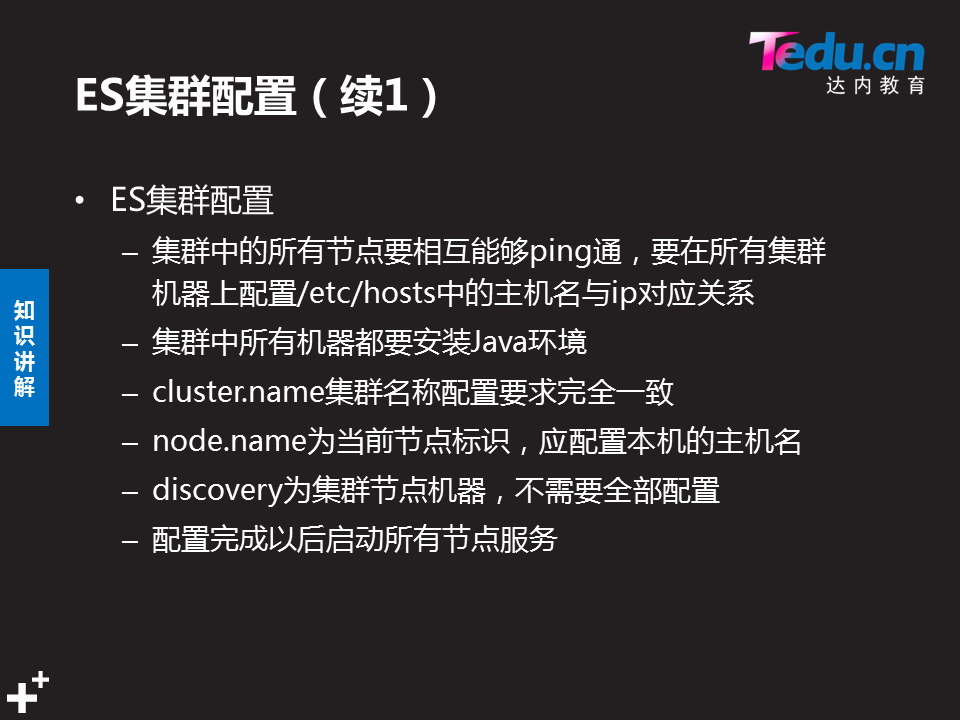 Tedu.cn
达内教育
ES集群配置（续1）
• ES集群配置
– 集群中的所有节点要相互能够ping通，要在所有集群
机器上配置/etc/hosts中的主机名与ip对应关系
– 集群中所有机器都要安装Java环境
– cluster.name集群名称配置要求完全一致
– node.name为当前节点标识，应配置本机的主机名
– discovery为集群节点机器，不需要全部配置
– 配置完成以后启动所有节点服务
知
识
讲
解